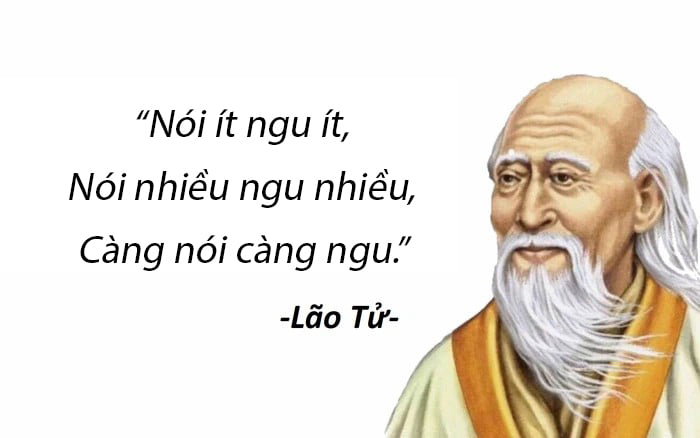 “Nói ít ngu ít,
Nói nhiều ngu nhiều,
Càng nói càng ngu.”
-Lão Tử-